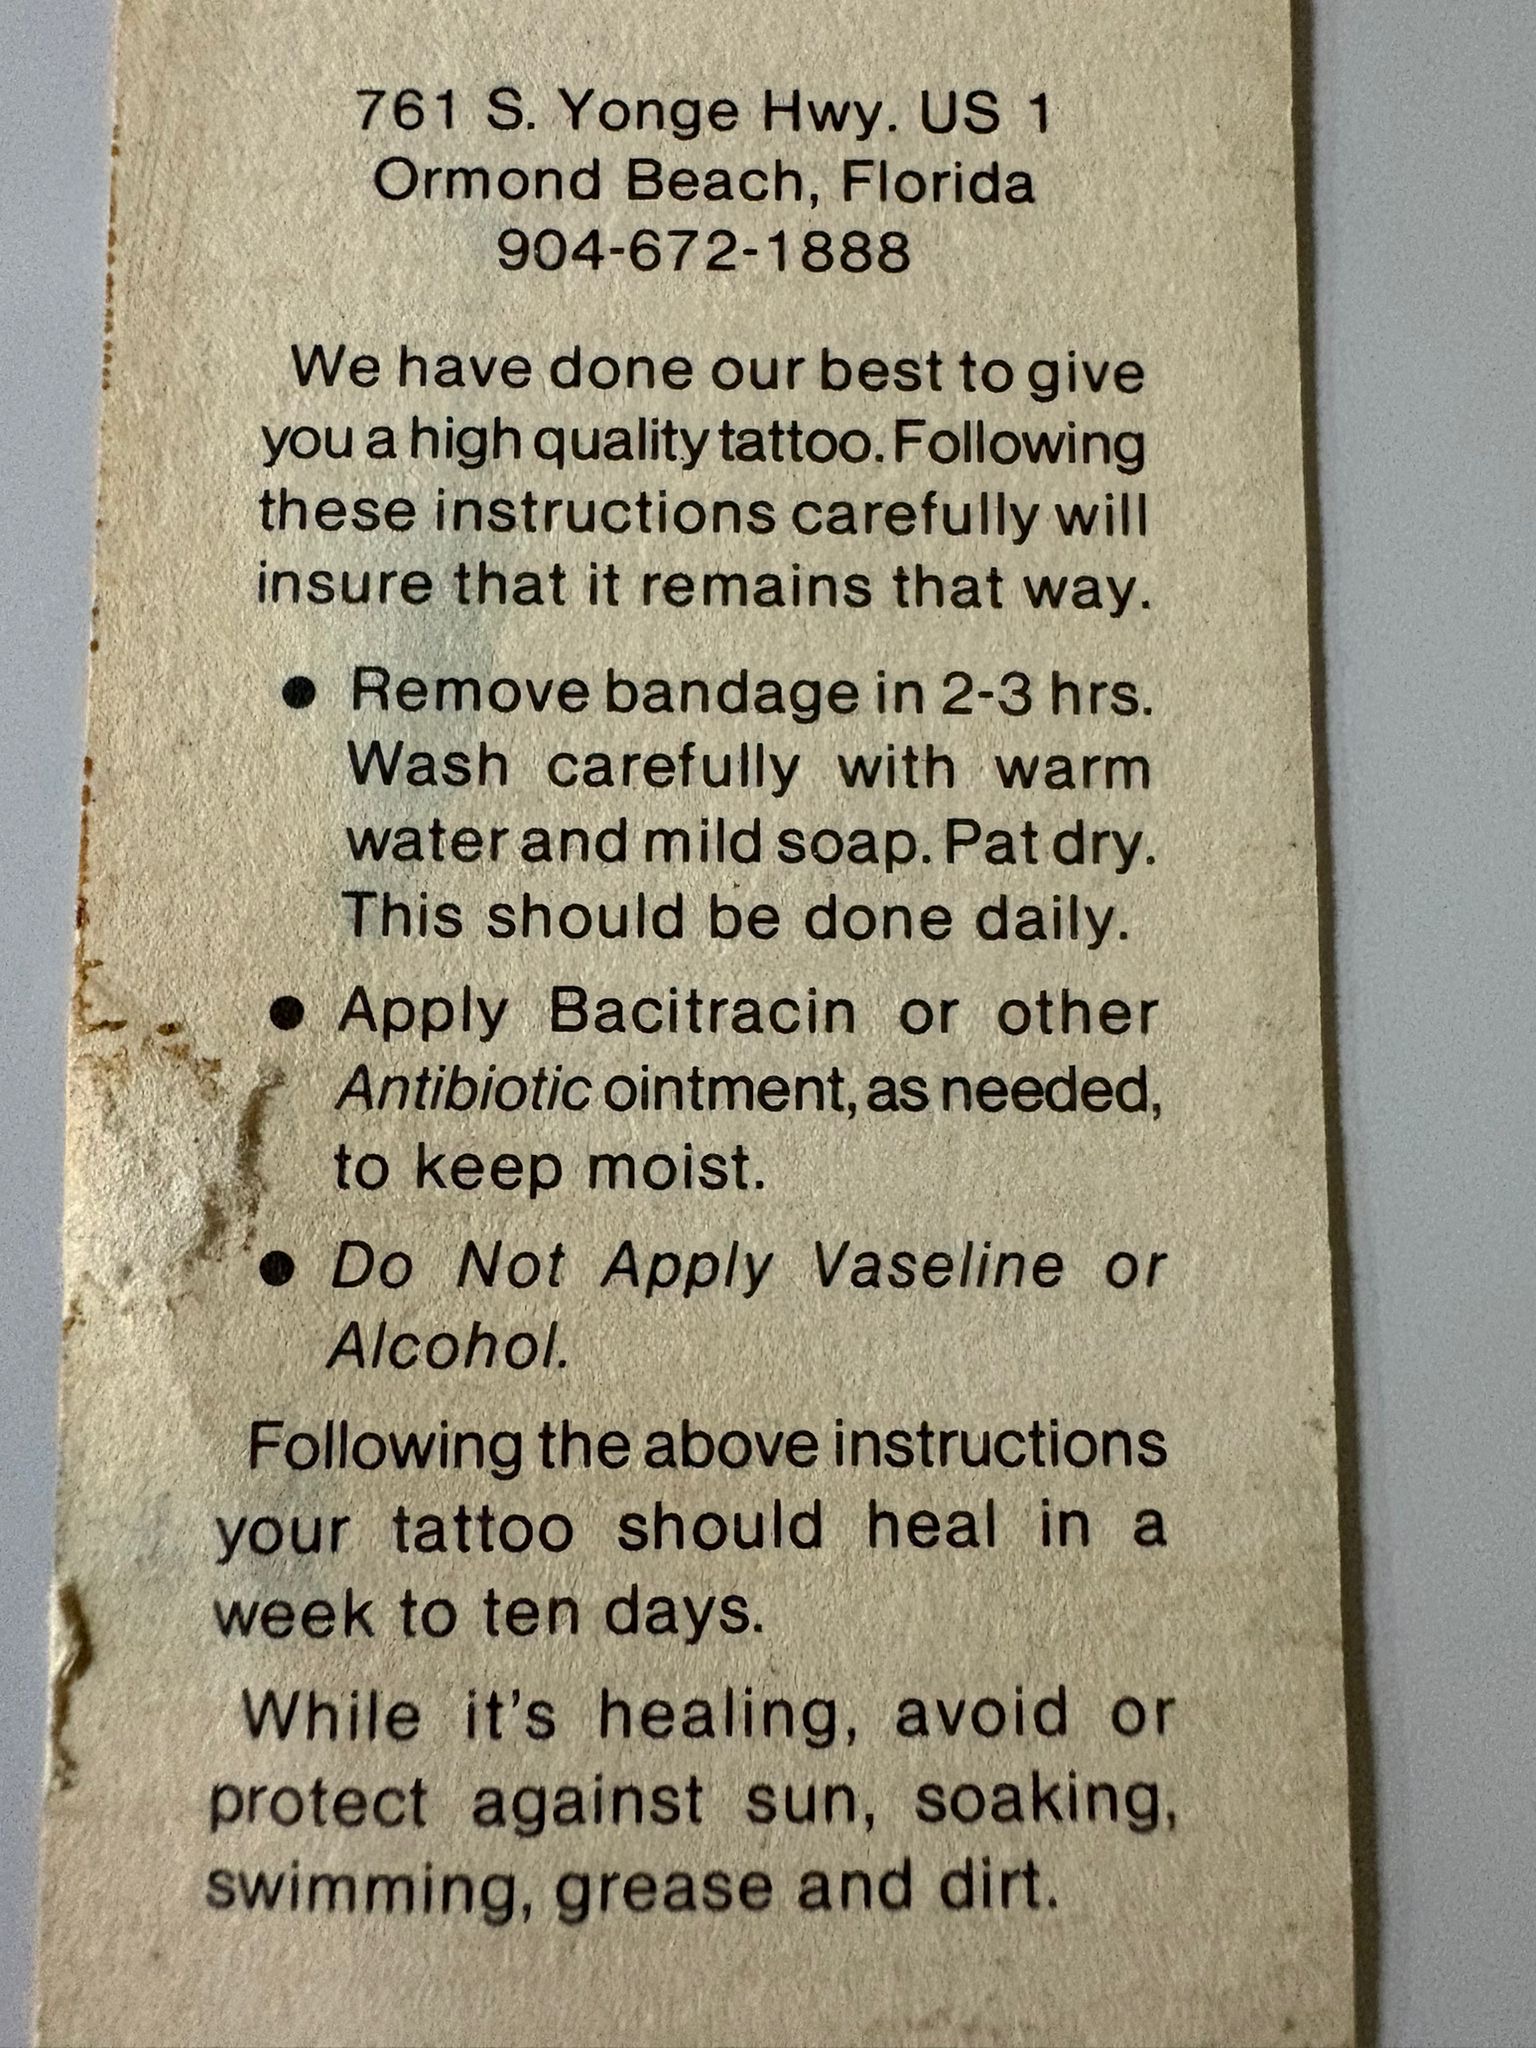 761 S. Yonge Hwy. US 1
Ormond Beach, Florida
904-672-1888
We have done our best to give
you a high quality tattoo. Following
these instructions carefully will
insure that it remains that way.
● Remove bandage in 2-3 hrs.
Wash carefully with warm
water and mild soap. Pat dry.
This should be done daily.
● Apply Bacitracin or other
Antibiotic ointment, as needed,
to keep moist.
● Do Not Apply Vaseline or
Alcohol.
Following the above instructions
your tattoo should heal in a
week to ten days.
While it's healing, avoid or
protect against sun, soaking,
swimming, grease and dirt.